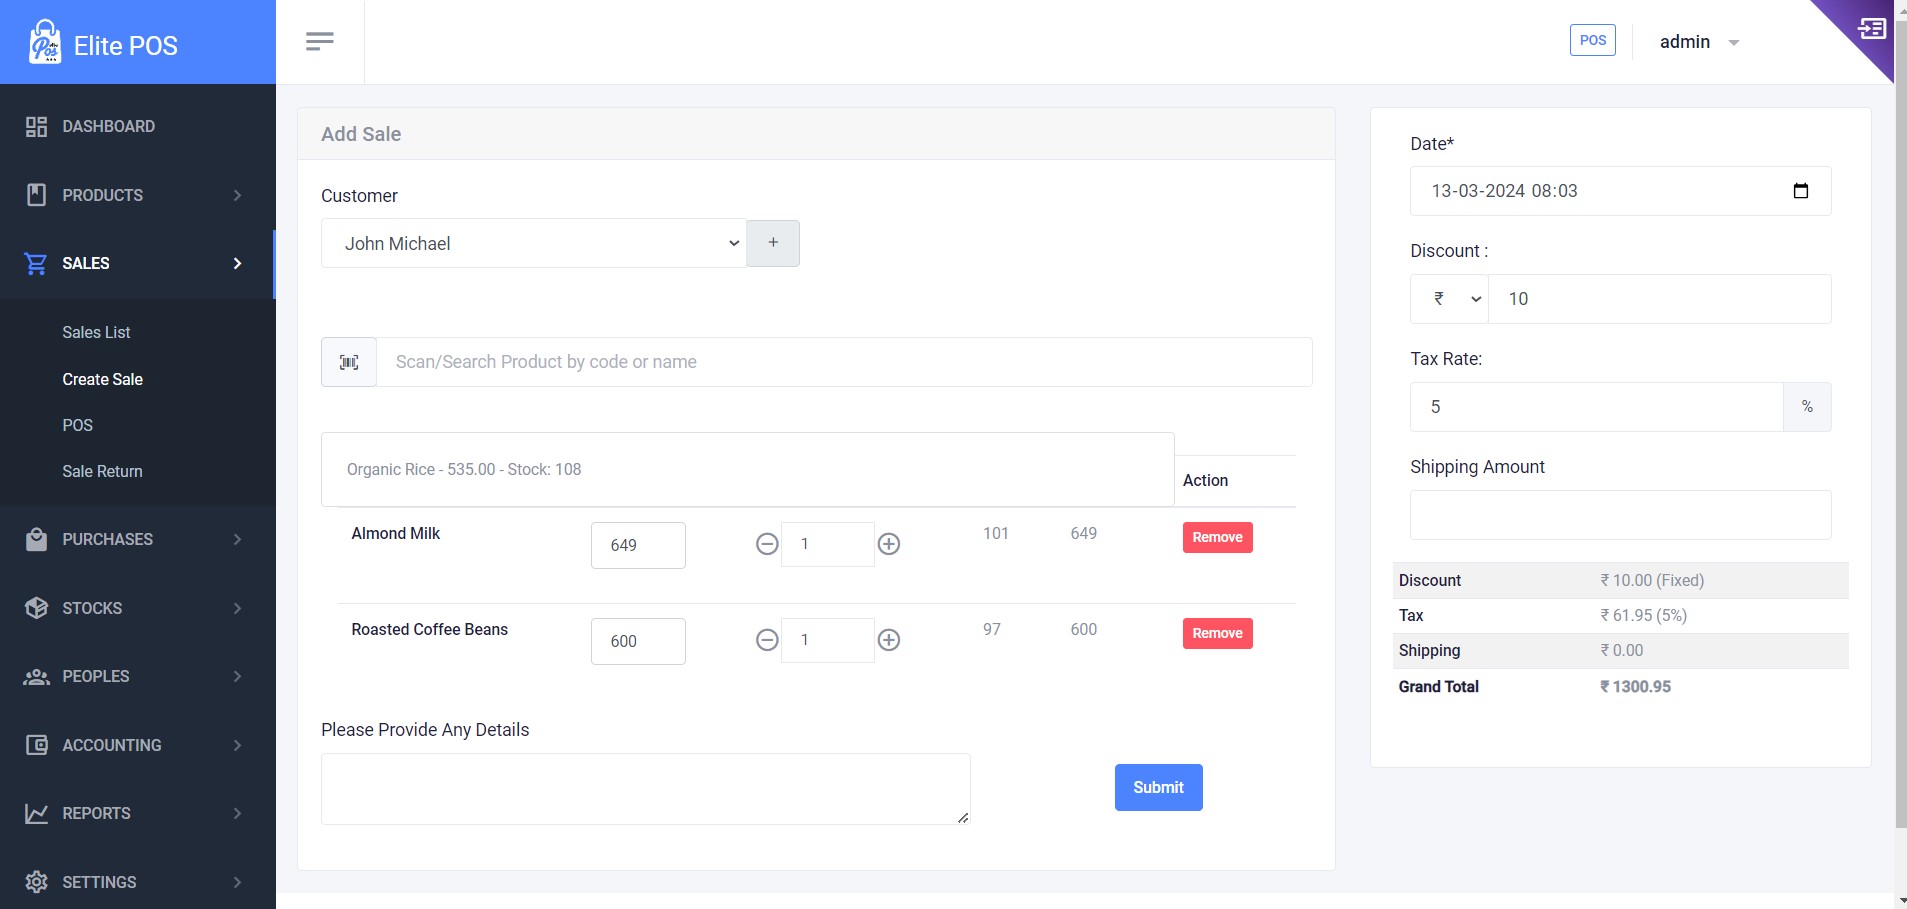 Elite POS
POS
admin
DASHBOARD
PRODUCTS
SALES
Sales List
Create Sale
POS
Sale Return
PURCHASES
STOCKS
PEOPLES
ACCOUNTING
REPORTS
SETTINGS
Add Sale
Customer
John Michael
+
Scan/Search Product by code or name
Organic Rice - 535.00 - Stock: 108
Action
Almond Milk 649 1 101 649 Remove
Roasted Coffee Beans 600 1 97 600 Remove
Please Provide Any Details
Submit
Date*
13-03-2024 08:03
Discount :
₹ 10
Tax Rate:
5 %
Shipping Amount
Discount ₹ 10.00 (Fixed)
Tax ₹ 61.95 (5%)
Shipping ₹ 0.00
Grand Total ₹ 1300.95